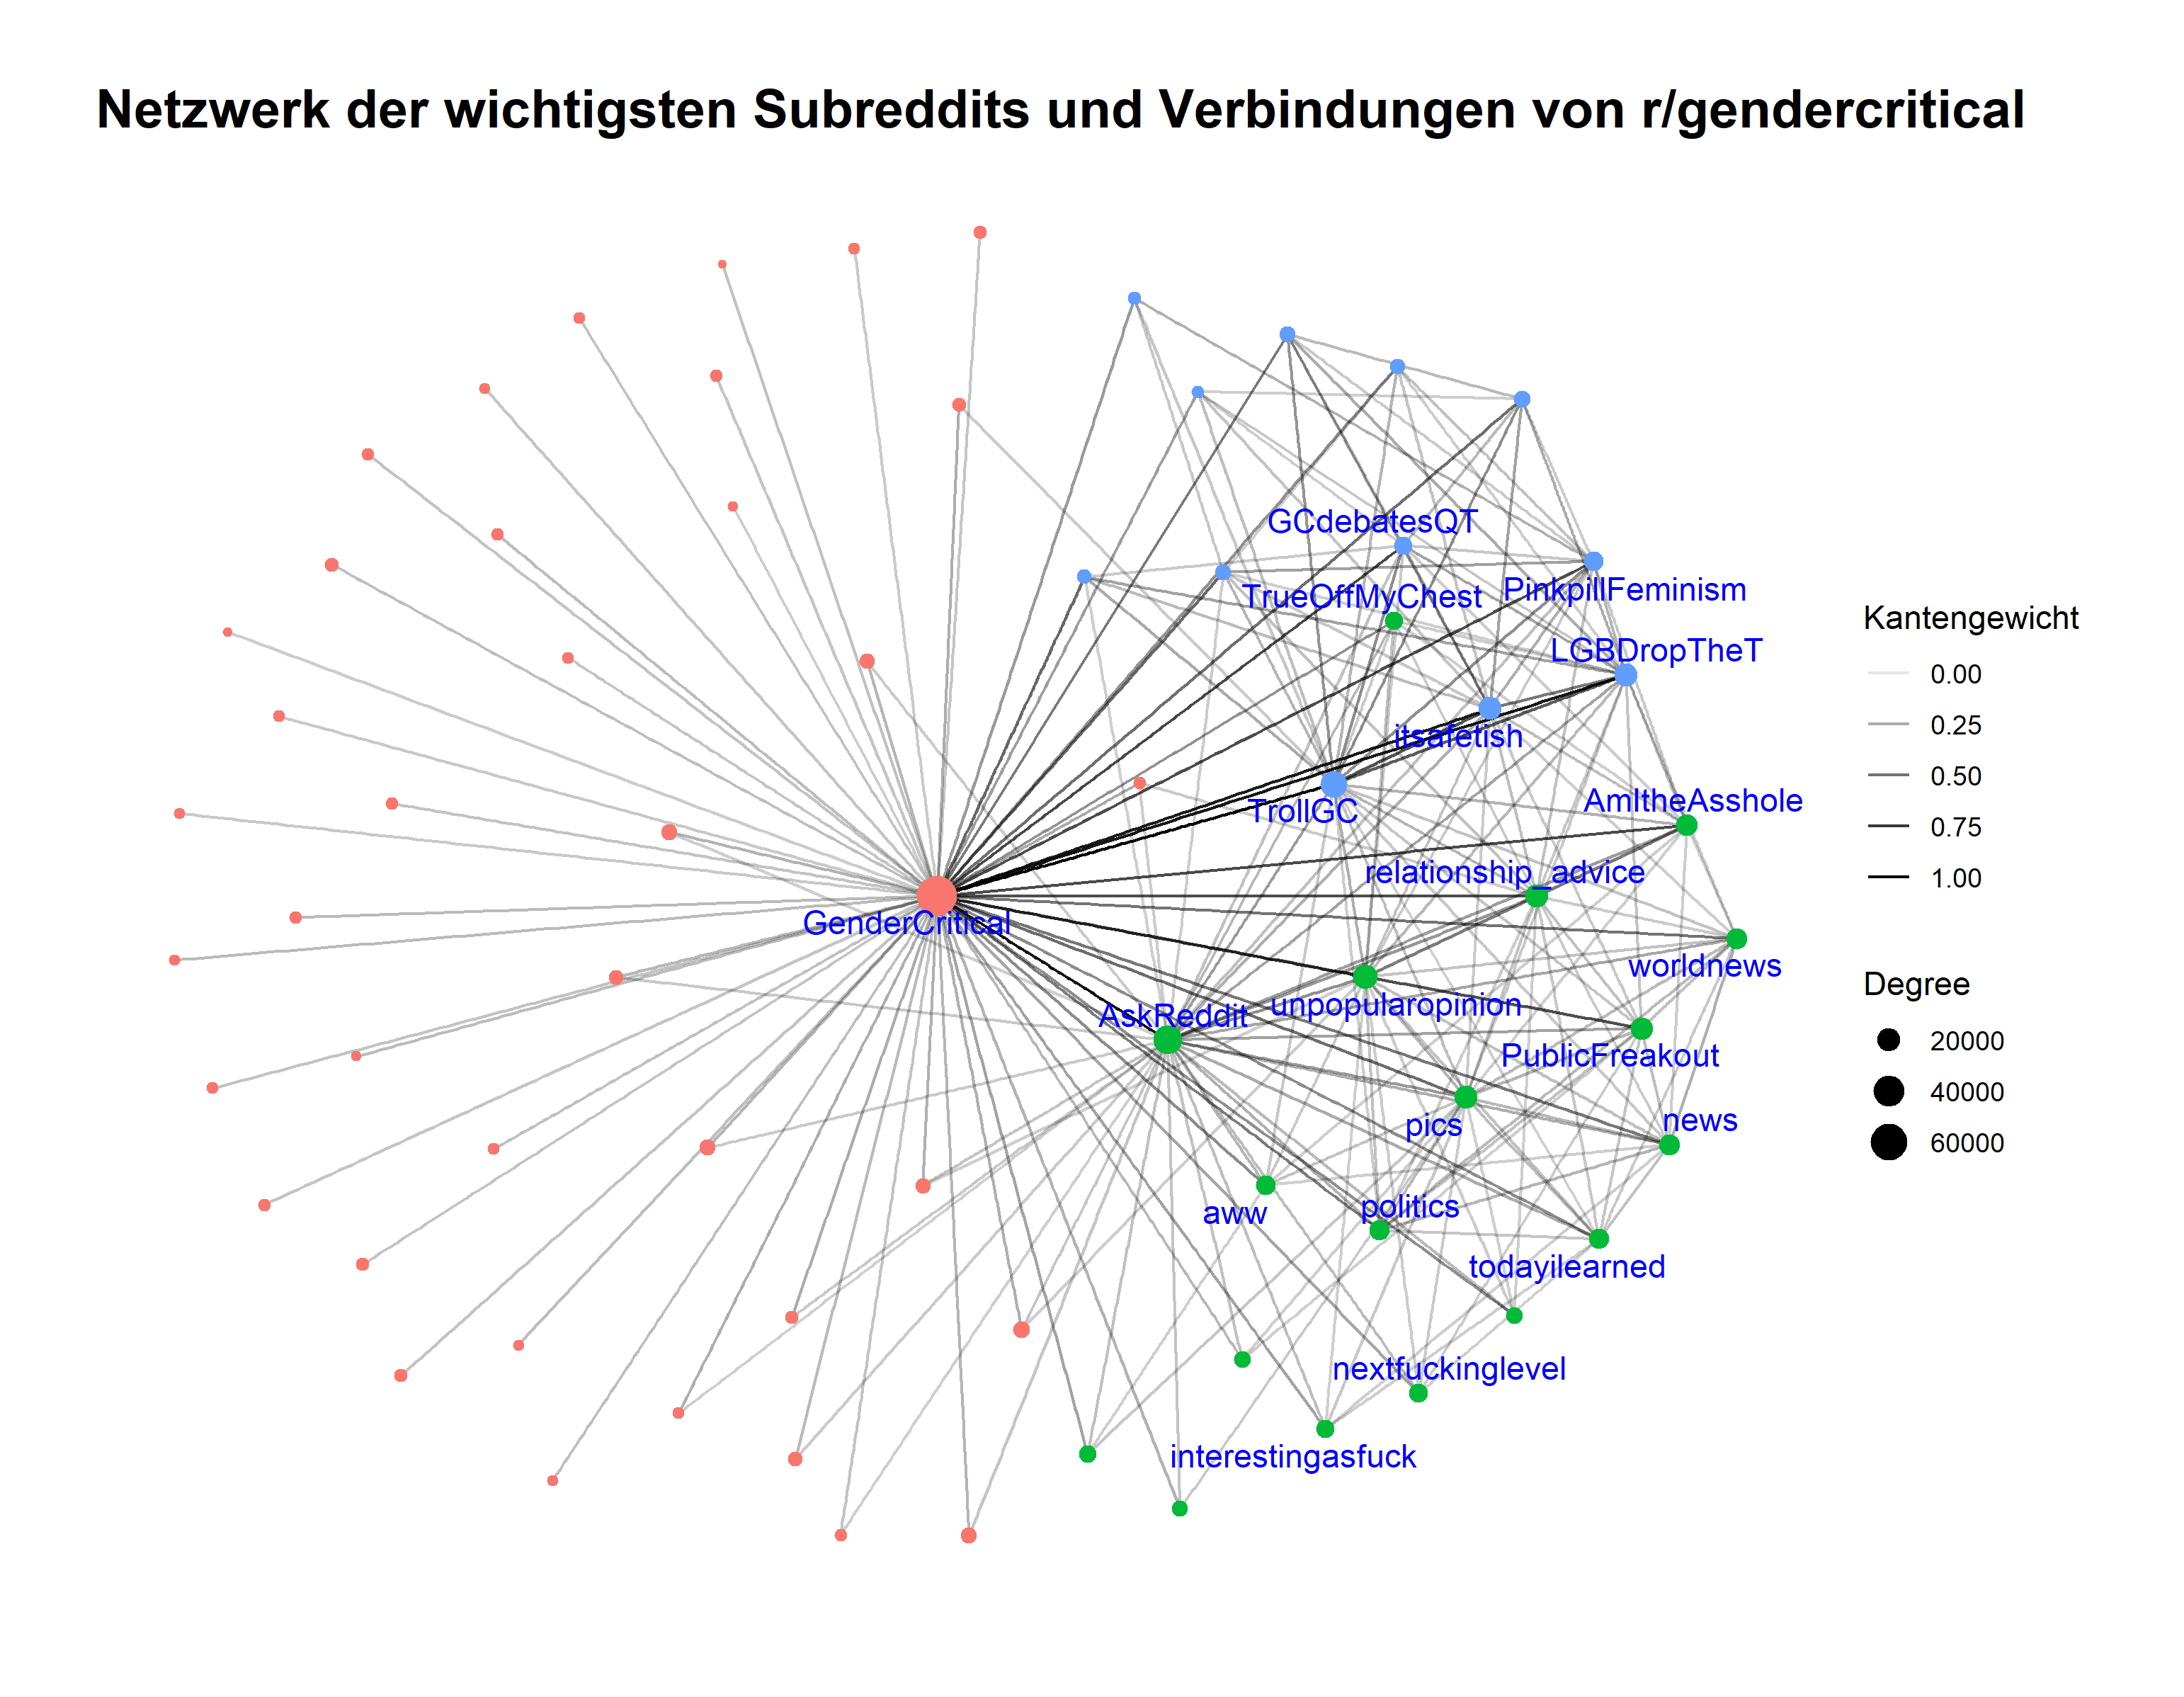 Netzwerk der wichtigsten Subreddits und Verbindungen von r/gendercritical
GCdebatesQT
PinkpillFeminism
TrueOffMyChest
LGBDropTheT
itsafetish
TrollGC
AmItheAsshole
relationship_advice
GenderCritical
worldnews
unpopularopinion
AskReddit
PublicFreakout
pics
news
aww
politics
todayilearned
nextfuckinglevel
interestingasfuck
Kantengewicht
0.00
0.25
0.50
0.75
1.00
Degree
20000
40000
60000